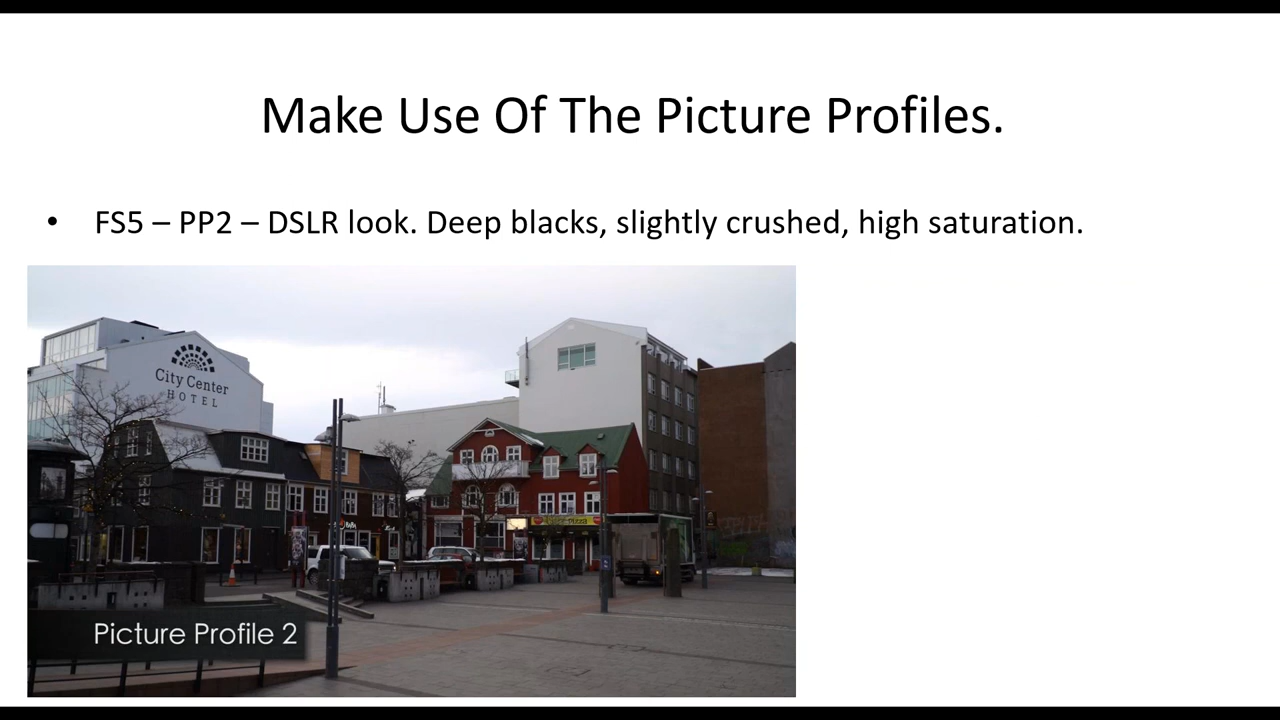 Make Use Of The Picture Profiles.
• FS5 – PP2 – DSLR look. Deep blacks, slightly crushed, high saturation.
City Center
HOTEL
Picture Profile 2